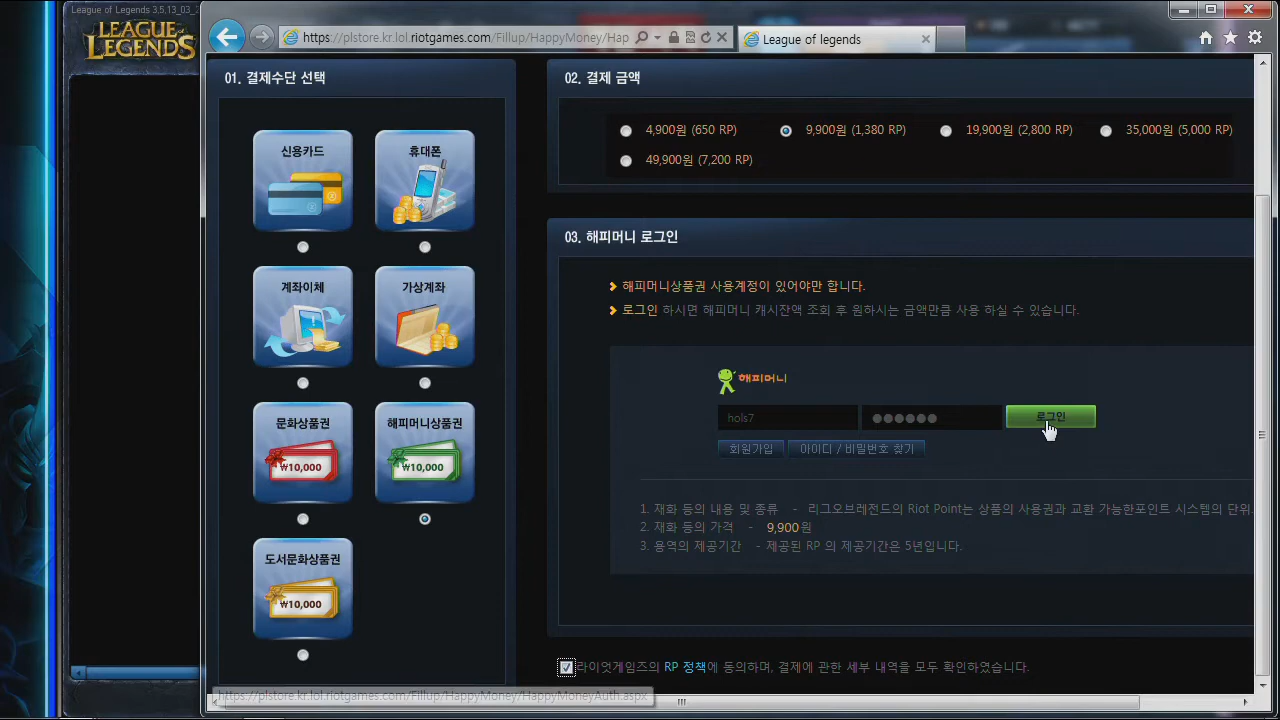 League of Legends 3.5.13_03_1
LEAGUE of LEGENDS
https://plstore.kr.lol.riotgames.com/Fillup/HappyMoney/Hap
League of legends
01. 결제수단 선택
신용카드
휴대폰
계좌이체
가상계좌
문화상품권
₩10,000
해피머니상품권
₩10,000
도서문화상품권
₩10,000
02. 결제 금액
4,900원 (650 RP)
9,900원 (1,380 RP)
19,900원 (2,800 RP)
35,000원 (5,000 RP)
49,900원 (7,200 RP)
03. 해피머니 로그인
해피머니상품권 사용계정이 있어야만 합니다.
로그인 하시면 해피머니 캐시잔액 조회 후 원하시는 금액만큼 사용 하실 수 있습니다.
해피머니
hols7
로그인
회원가입
아이디 / 비밀번호 찾기
1. 재화 등의 내용 및 종류 - 리그오브레전드의 Riot Point는 상품의 사용권과 교환 가능한포인트 시스템의 단위.
2. 재화 등의 가격 - 9,900원
3. 용역의 제공기간 - 제공된 RP 의 제공기간은 5년입니다.
라이엇게임즈의 RP 정책에 동의하며, 결제에 관한 세부 내역을 모두 확인하였습니다.
https://plstore.kr.lol.riotgames.com/Fillup/HappyMoney/HappyMoneyAuth.aspx